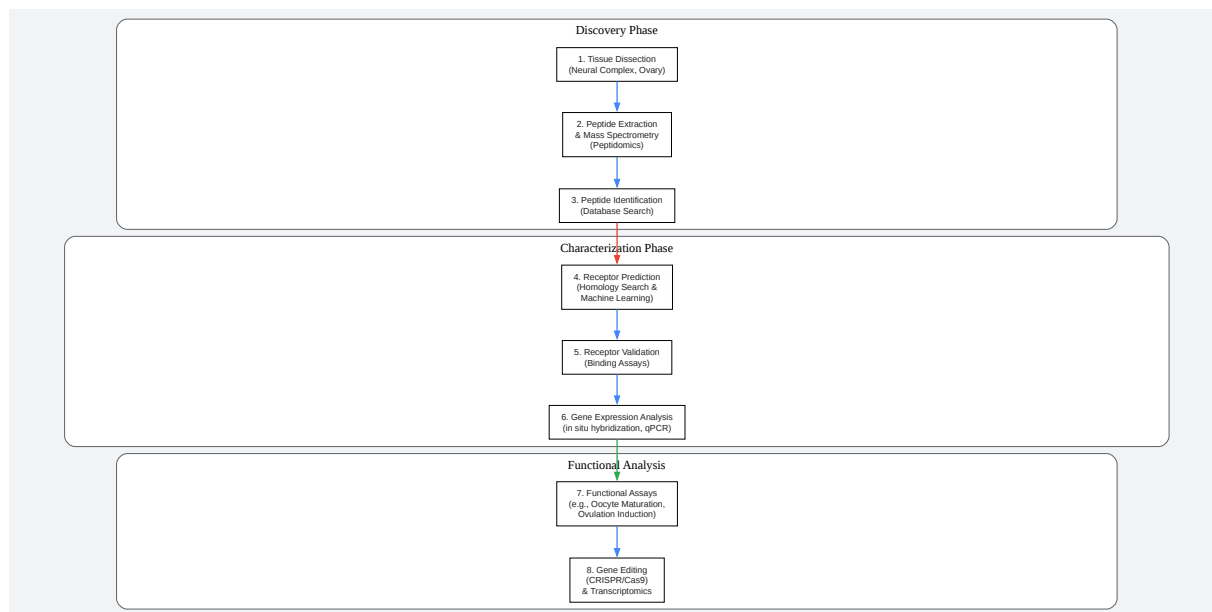 Discovery Phase
1. Tissue Dissection
(Neural Complex, Ovary)
2. Peptide Extraction
& Mass Spectrometry
(Peptidomics)
3. Peptide Identification
(Database Search)
Characterization Phase
4. Receptor Prediction
(Homology Search &
Machine Learning)
5. Receptor Validation
(Binding Assays)
6. Gene Expression Analysis
(in situ hybridization, qPCR)
Functional Analysis
7. Functional Assays
(e.g., Oocyte Maturation,
Ovulation Induction)
8. Gene Editing
(CRISPR/Cas9)
& Transcriptomics